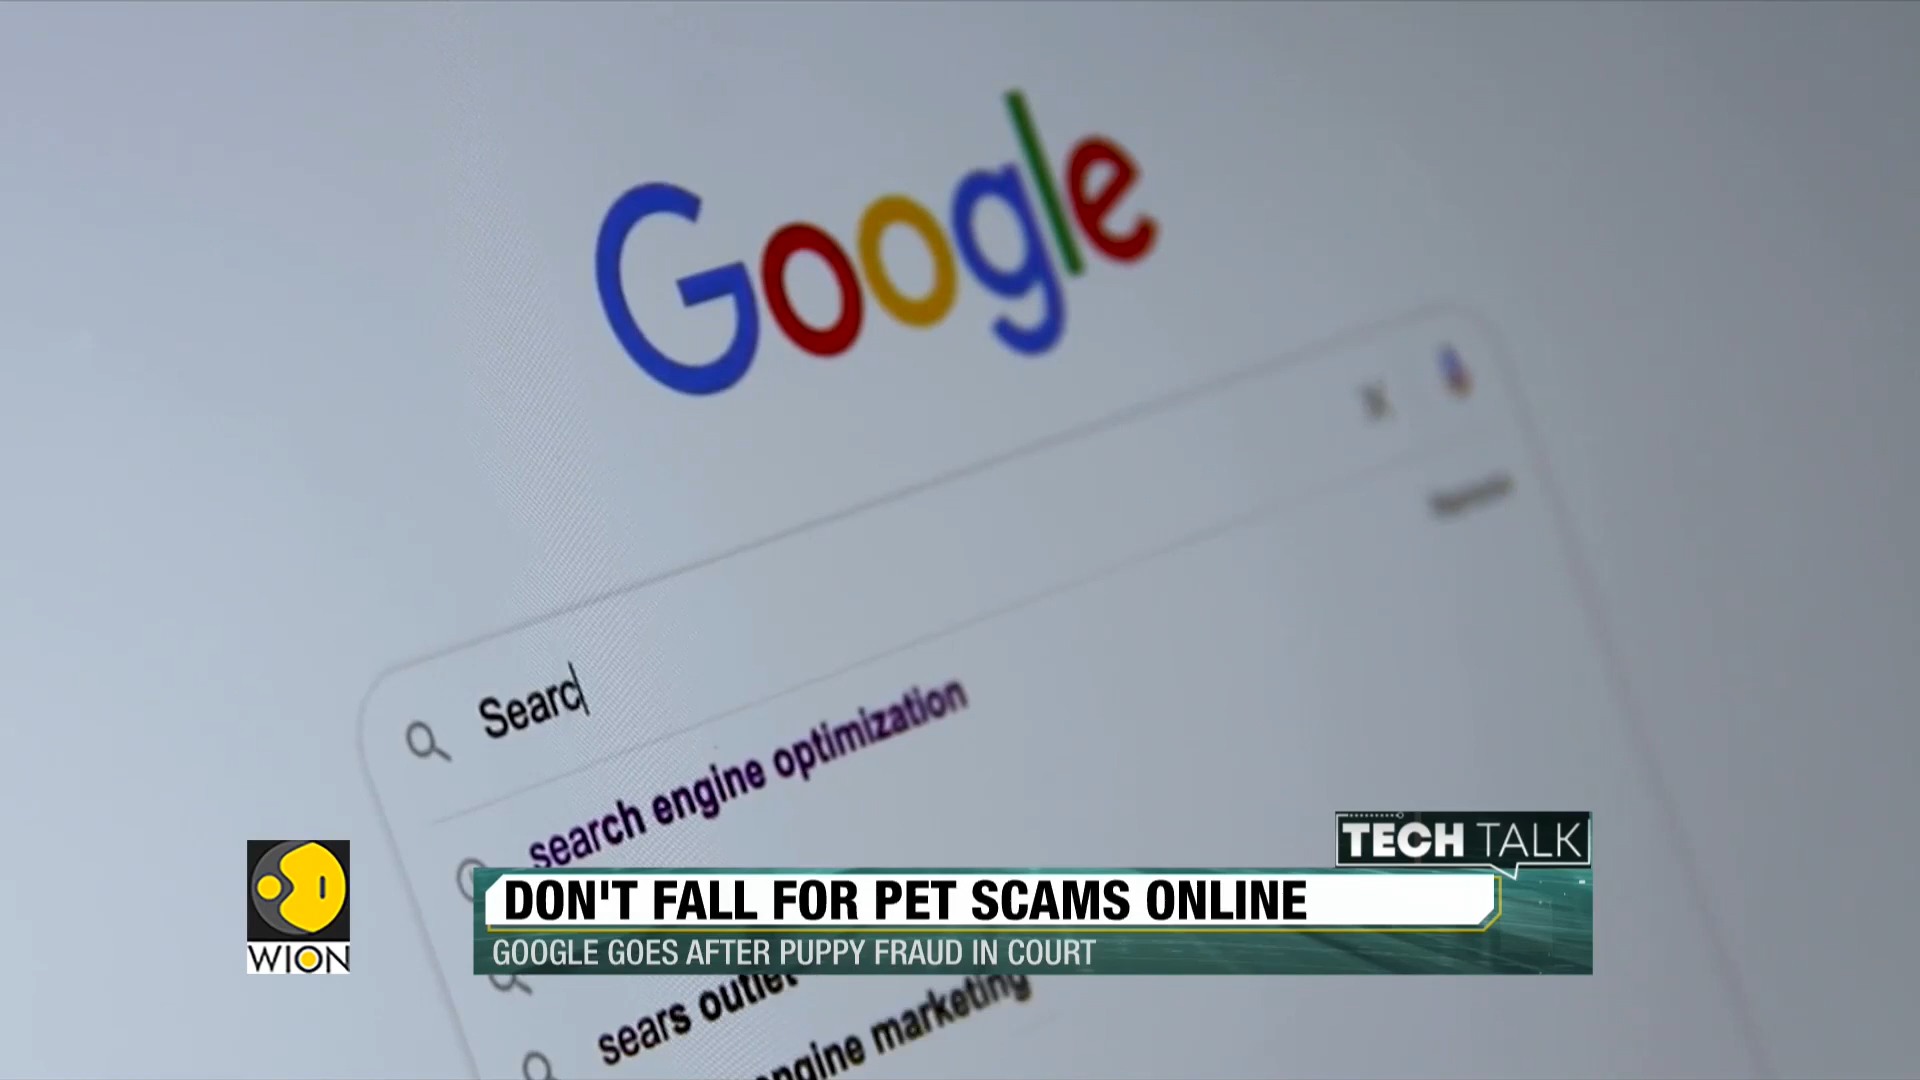 Google
Searc
search engine optimization
TECH TALK
DON'T FALL FOR PET SCAMS ONLINE
GOOGLE GOES AFTER PUPPY FRAUD IN COURT
WION
sears outlet
engine marketing